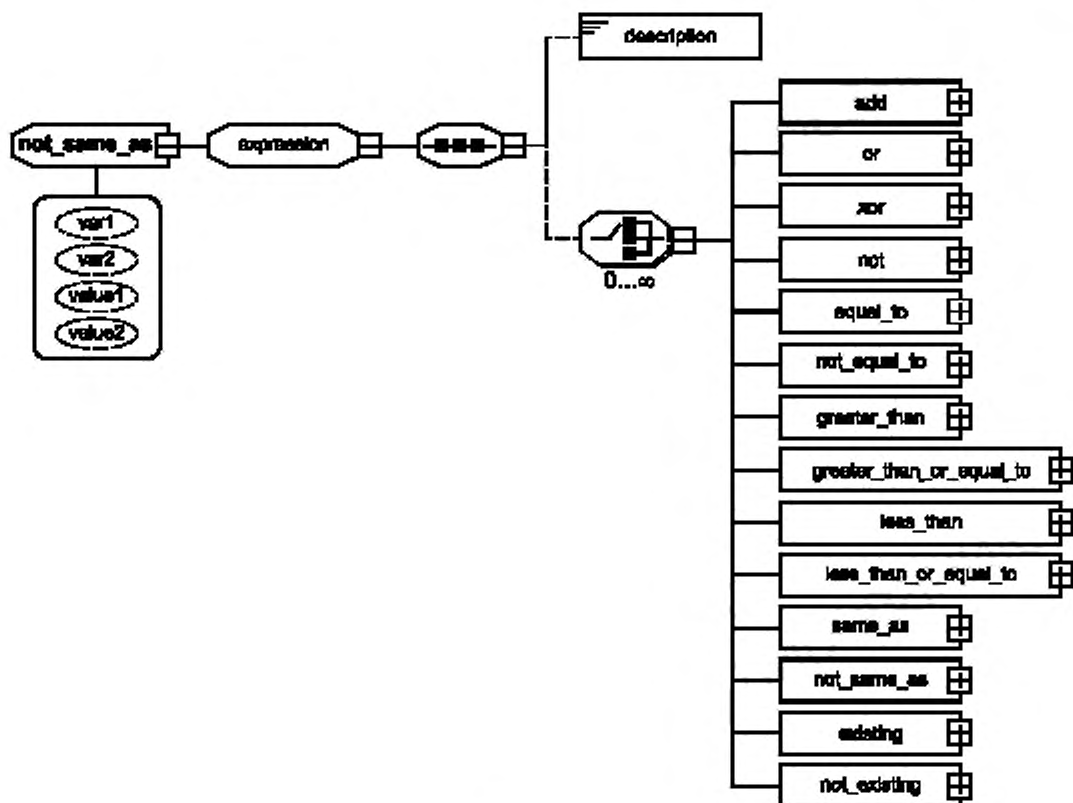 description
not_same_as
expression
var1
var2
value1
value2
0...∞
add
or
xor
not
equal_to
not_equal_to
greater_than
greater_than_or_equal_to
less_than
less_than_or_equal_to
same_as
not_same_as
existing
not_existing